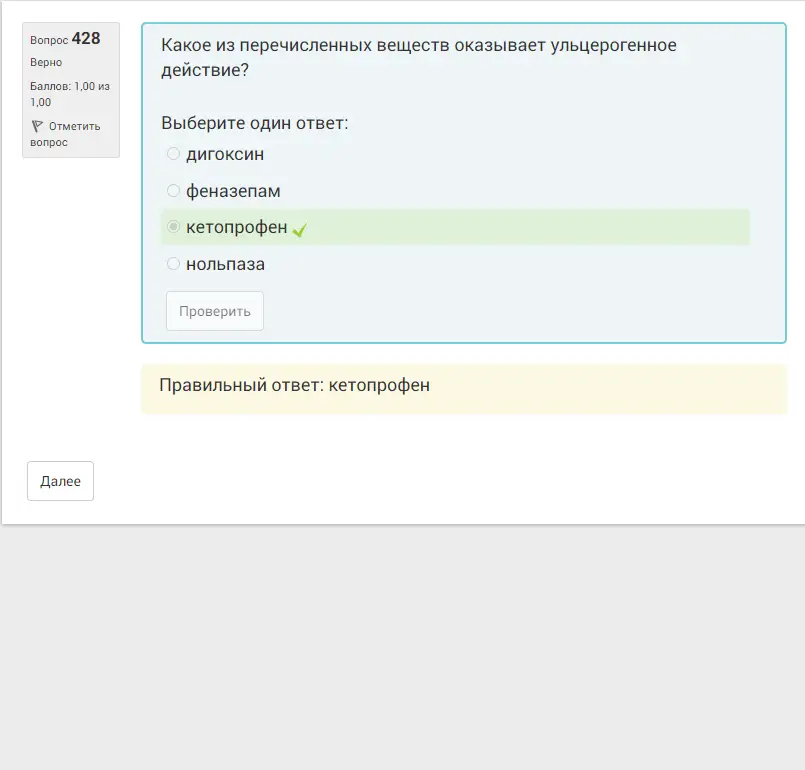 Вопрос 428
Верно
Баллов: 1,00 из
1,00
Отметить
вопрос
Какое из перечисленных веществ оказывает ульцерогенное
действие?
Выберите один ответ:
дигоксин
феназепам
кетопрофен
нольпаза
Проверить
Правильный ответ: кетопрофен
Далее